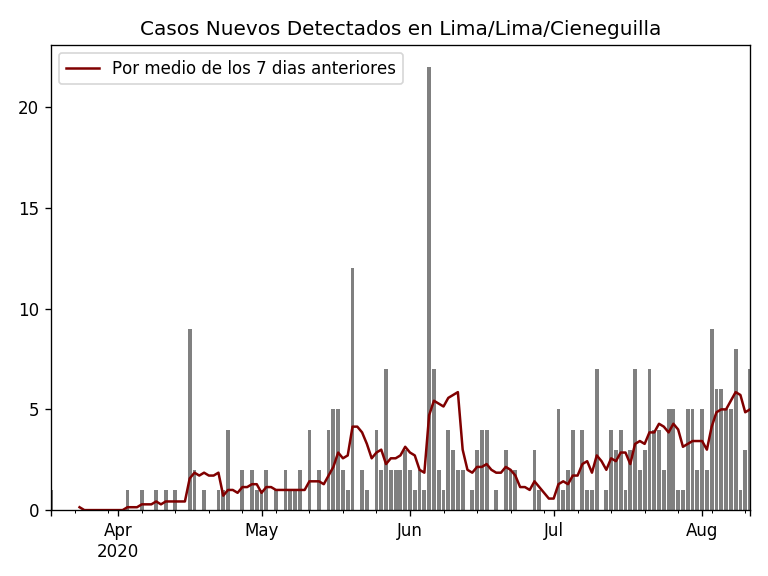 Casos Nuevos Detectados en Lima/Lima/Cieneguilla
Por medio de los 7 dias anteriores
20
15
10
5
0
Apr
2020
May
Jun
Jul
Aug